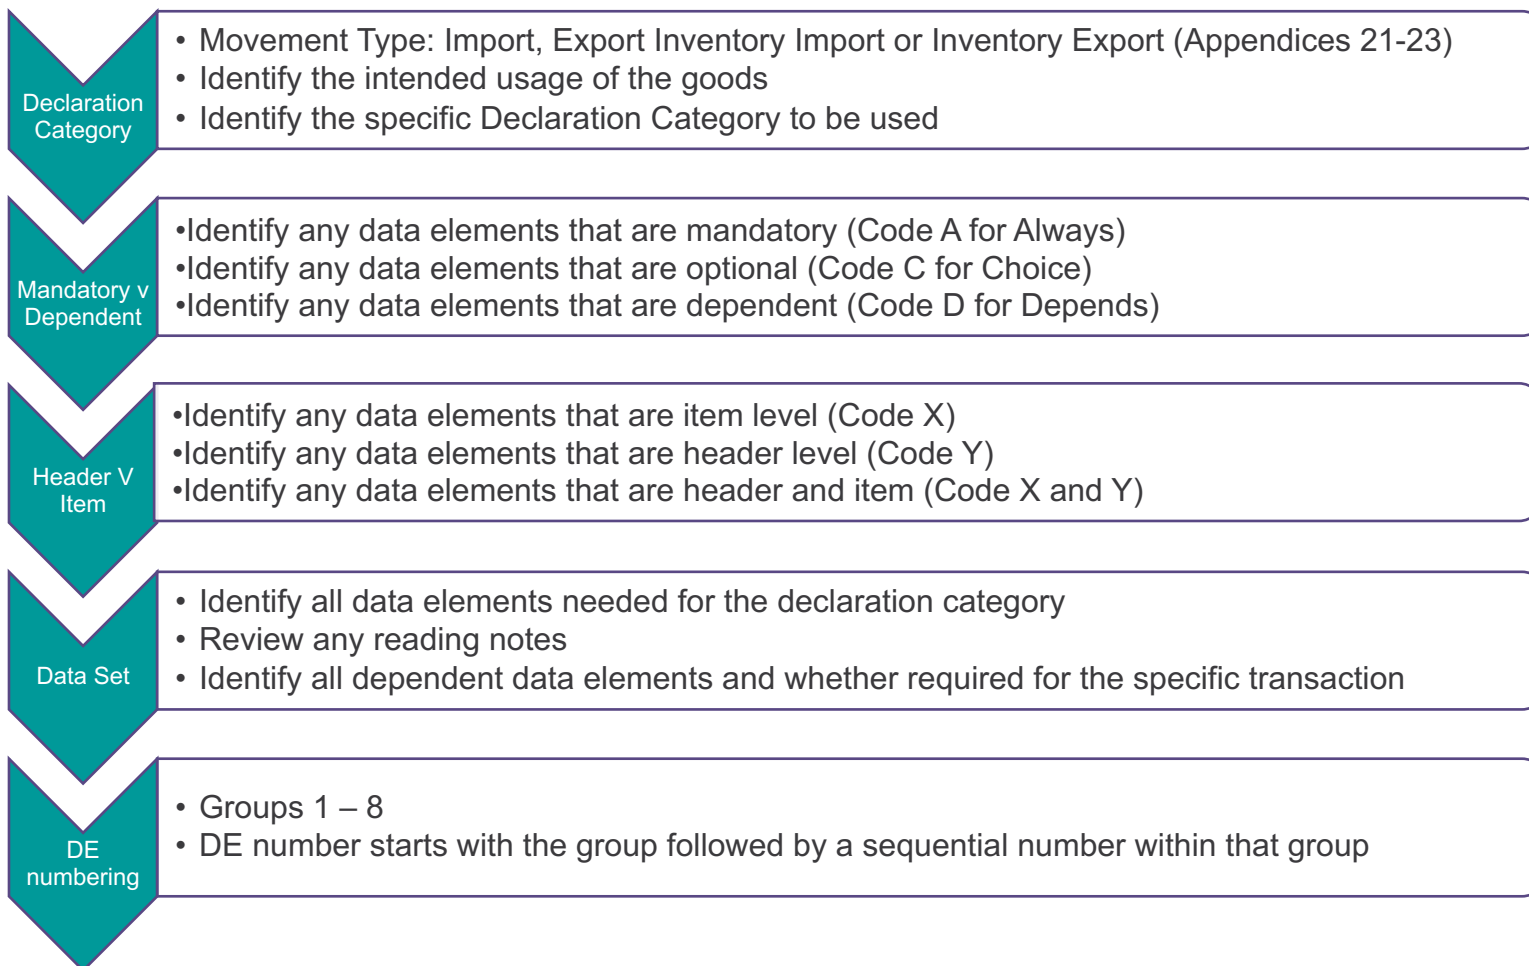 Declaration
Category
• Movement Type: Import, Export Inventory Import or Inventory Export (Appendices 21-23)
• Identify the intended usage of the goods
• Identify the specific Declaration Category to be used
Mandatory v
Dependent
•Identify any data elements that are mandatory (Code A for Always)
•Identify any data elements that are optional (Code C for Choice)
•Identify any data elements that are dependent (Code D for Depends)
Header V
Item
•Identify any data elements that are item level (Code X)
•Identify any data elements that are header level (Code Y)
•Identify any data elements that are header and item (Code X and Y)
Data Set
• Identify all data elements needed for the declaration category
• Review any reading notes
• Identify all dependent data elements and whether required for the specific transaction
DE
numbering
• Groups 1 – 8
• DE number starts with the group followed by a sequential number within that group